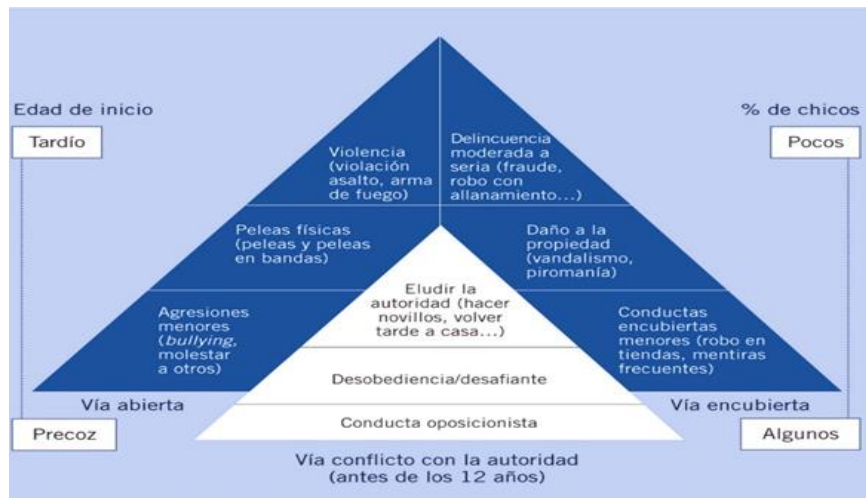 Edad de inicio
Tardío
% de chicos
Pocos
Violencia
(violación
asalto, arma
de fuego)
Delincuencia
moderada a
seria (fraude,
robo con
allanamiento...)
Peleas físicas
(peleas y peleas
en bandas)
Daño a la
propiedad
(vandalismo,
piromanía)
Agresiones
menores
(bullying,
molestar
a otros)
Eludir la
autoridad (hacer
novillos, volver
tarde a casa...)
Conductas
encubiertas
menores (robo en
tiendas, mentiras
frecuentes)
Desobediencia/desafiante
Conducta oposicionista
Vía abierta
Precoz
Vía encubierta
Algunos
Vía conflicto con la autoridad
(antes de los 12 años)